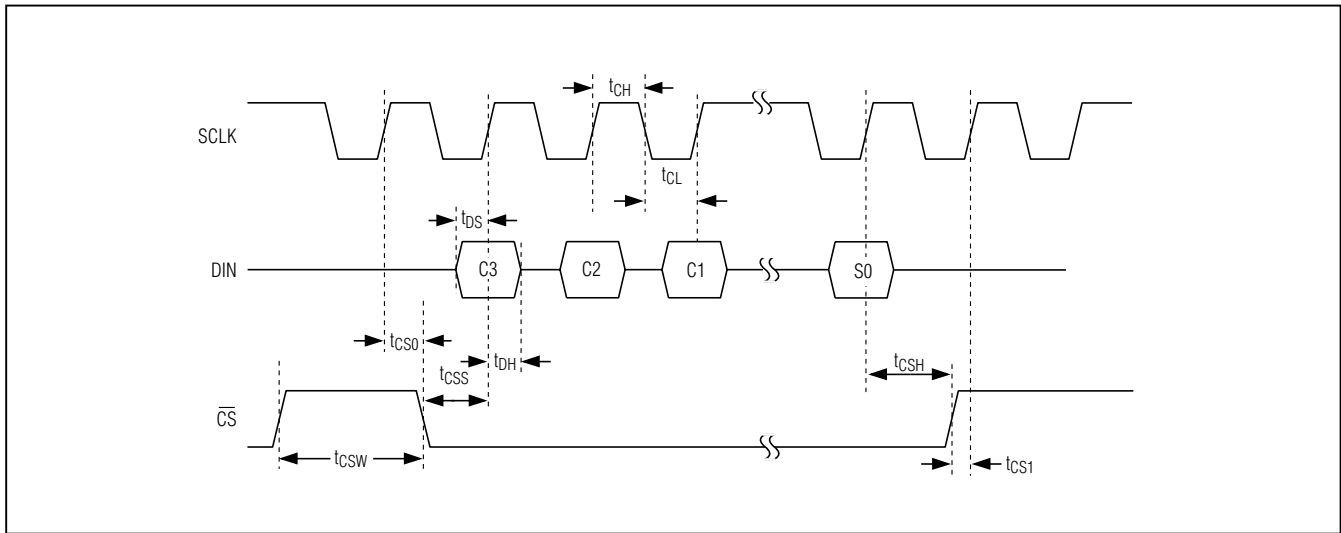 tCH
SCLK
tCL
tDS
DIN
C3
C2
C1
S0
tCS0
tDH
tCSS
tCSH
CS
tCSW
tCS1